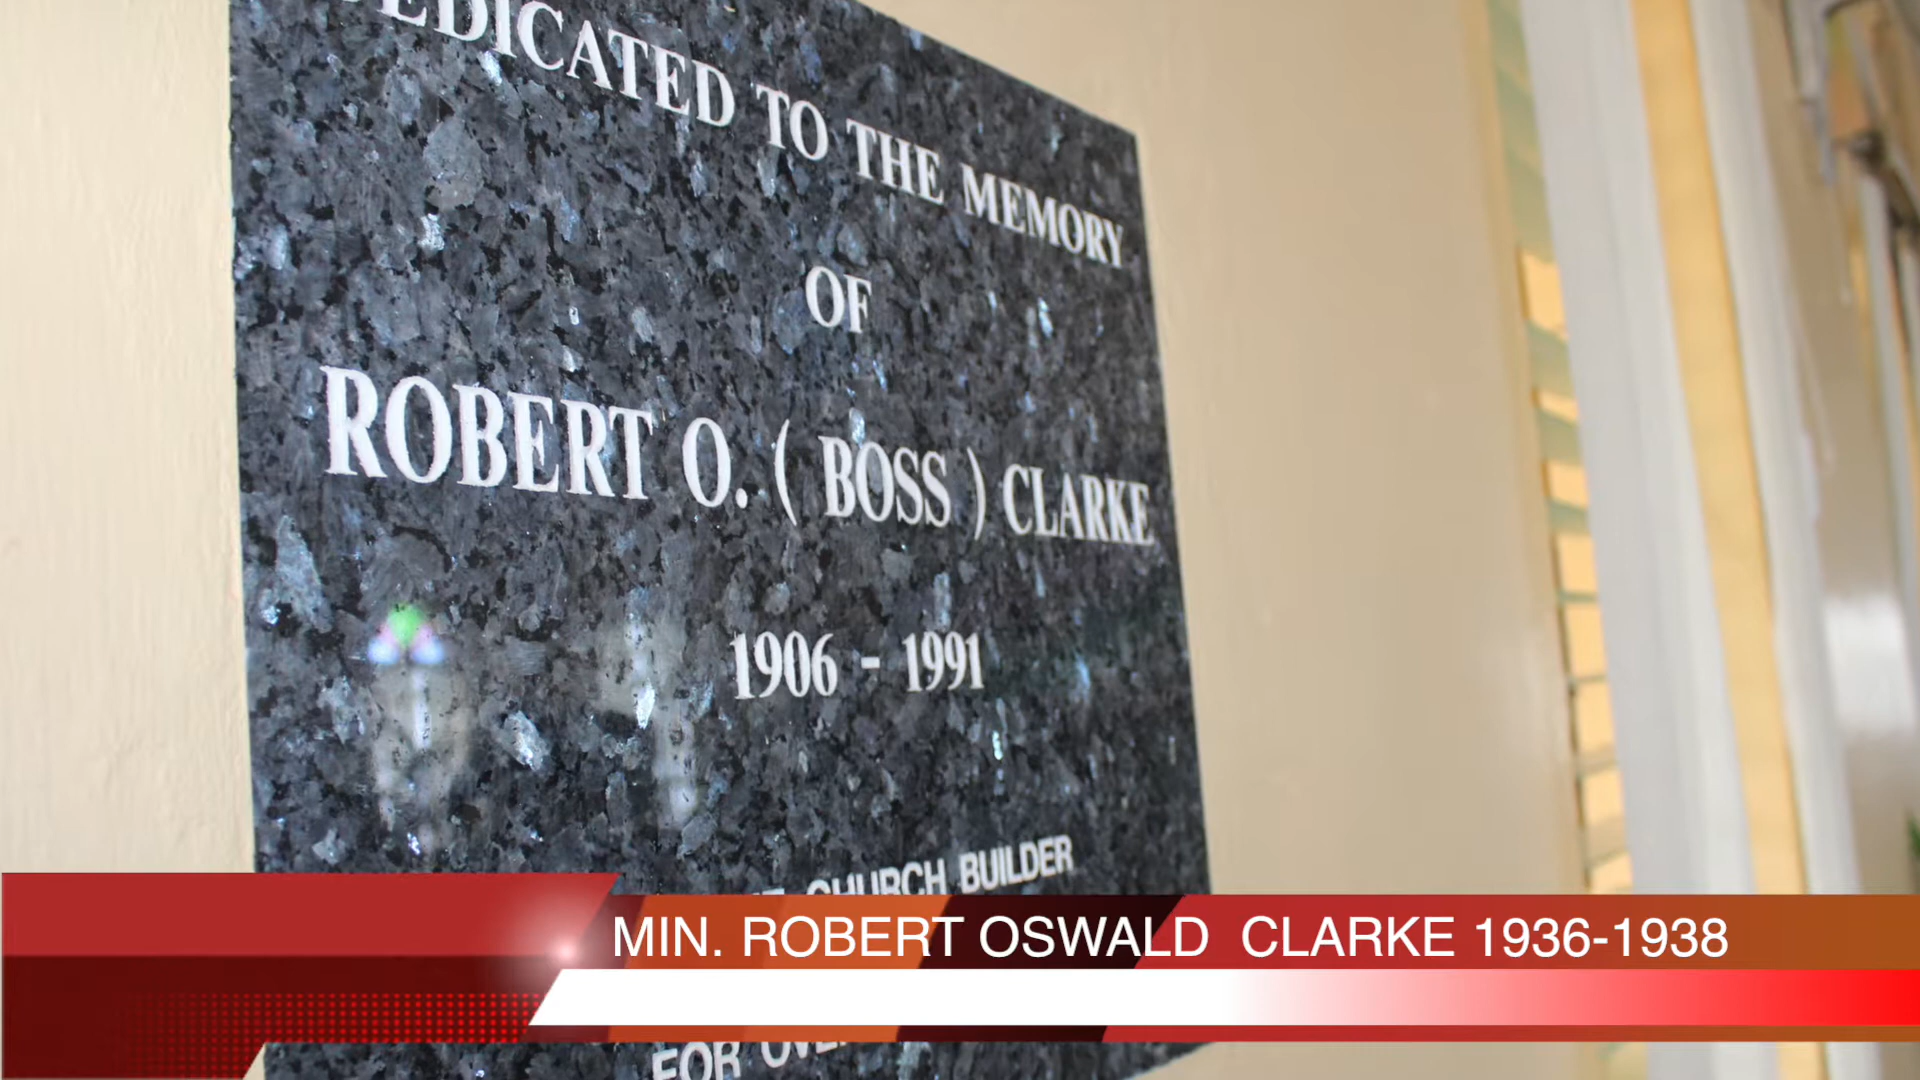 DEDICATED TO THE MEMORY
OF
ROBERT O. ( BOSS ) CLARKE
1906 - 1991
CHURCH BUILDER
MIN. ROBERT OSWALD CLARKE 1936-1938
FOR